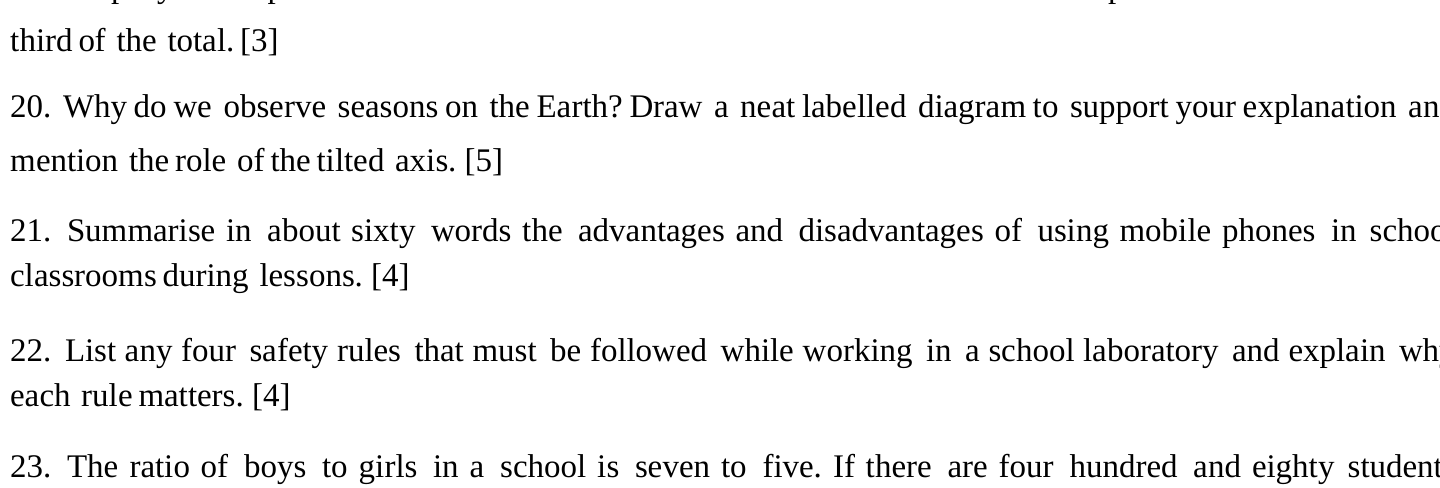 third of the total. [3]
20. Why do we observe seasons on the Earth? Draw a neat labelled diagram to support your explanation
mention the role of the tilted axis. [5]
21. Summarise in about sixty words the advantages and disadvantages of using mobile phones in
classrooms during lessons. [4]
22. List any four safety rules that must be followed while working in a school laboratory and explain
each rule matters. [4]
23. The ratio of boys to girls in a school is seven to five. If there are four hundred and eighty